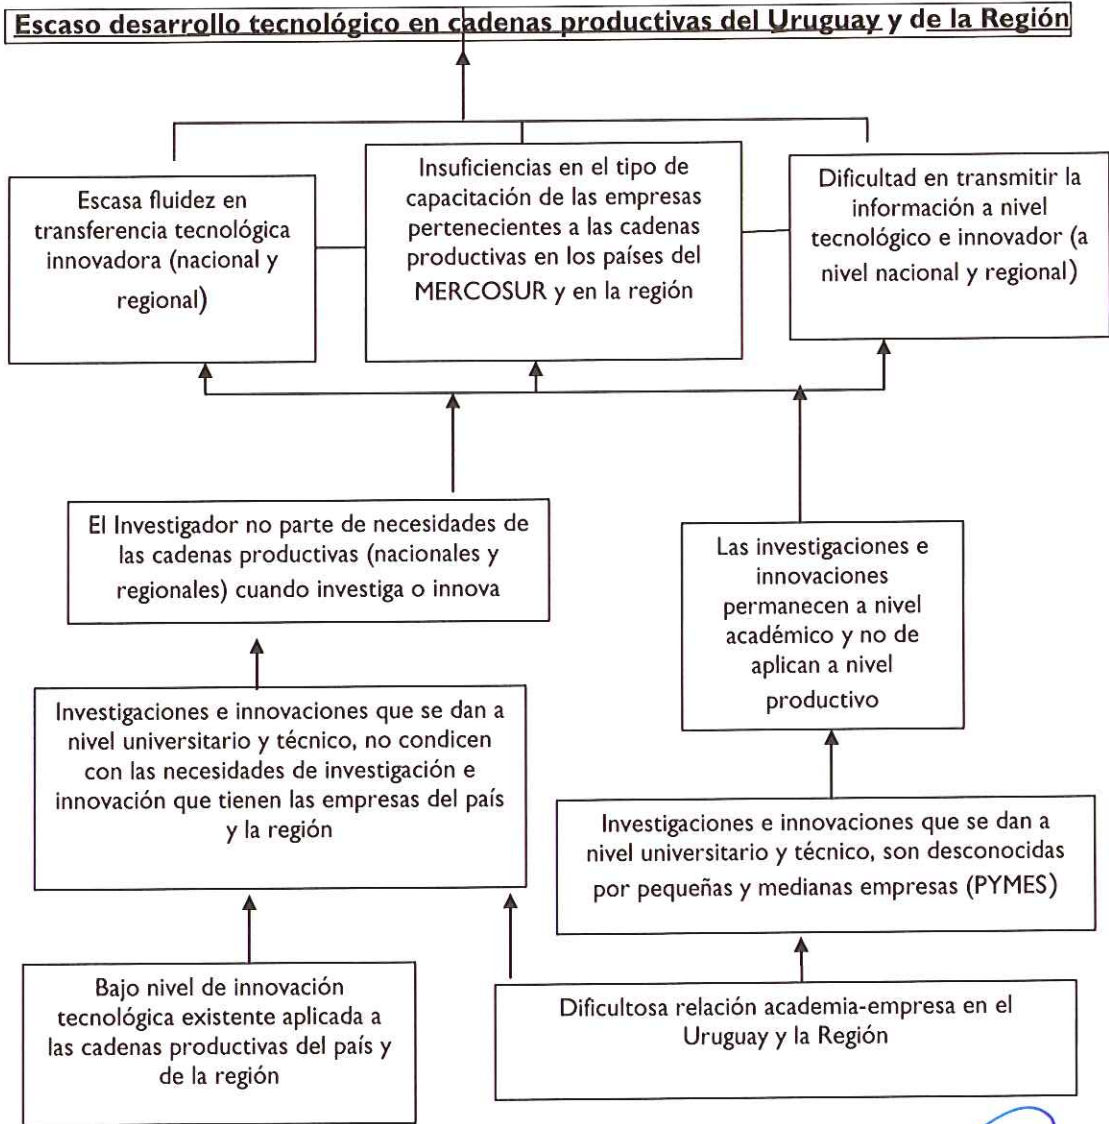 Escaso desarrollo tecnológico en cadenas productivas del Uruguay y de la Región
Escasa fluidez en
transferencia tecnológica
innovadora (nacional y
regional)
Insuficiencias en el tipo de
capacitación de las empresas
pertenecientes a las cadenas
productivas en los países del
MERCOSUR y en la región
Dificultad en transmitir la
información a nivel
tecnológico e innovador (a
nivel nacional y regional)
El Investigador no parte de necesidades de
las cadenas productivas (nacionales y
regionales) cuando investiga o innova
Las investigaciones e
innovaciones
permanecen a nivel
académico y no de
aplican a nivel
productivo
Investigaciones e innovaciones que se dan a
nivel universitario y técnico, no condicen
con las necesidades de investigación e
innovación que tienen las empresas del país
y la región
Investigaciones e innovaciones que se dan a
nivel universitario y técnico, son desconocidas
por pequeñas y medianas empresas (PYMES)
Bajo nivel de innovación
tecnológica existente aplicada a
las cadenas productivas del país y
de la región
Dificultosa relación academia-empresa en el
Uruguay y la Región